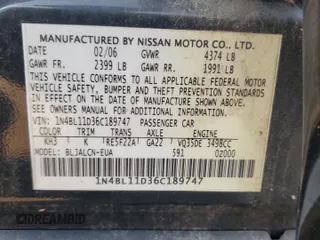 MANUFACTURED BY NISSAN MOTOR CO., LTD.
DATE 02/06 GVWR 4374 LB
GAWR FR. 2399 LB GAWR RR. 1991 LB
THIS VEHICLE CONFORMS TO ALL APPLICABLE FEDERAL MOTOR
VEHICLE SAFETY, BUMPER AND THEFT PREVENTION STANDARDS
IN EFFECT ON THE DATE OF MANUFACTURE SHOWN ABOVE.
SEE OWNERS MANUAL FOR ADDITIONAL INFORMATION
VIN: 1N4BL11D36C189747 PASSENGER CAR
COLOR TRIM TRANS AXLE ENGINE
KH3 K RE5F22A GA22 VQ35DE 3498CC
MODEL BLJALCN-EUA 591 0z000
1N4BL11D36C189747
© IDRAMBID.COM